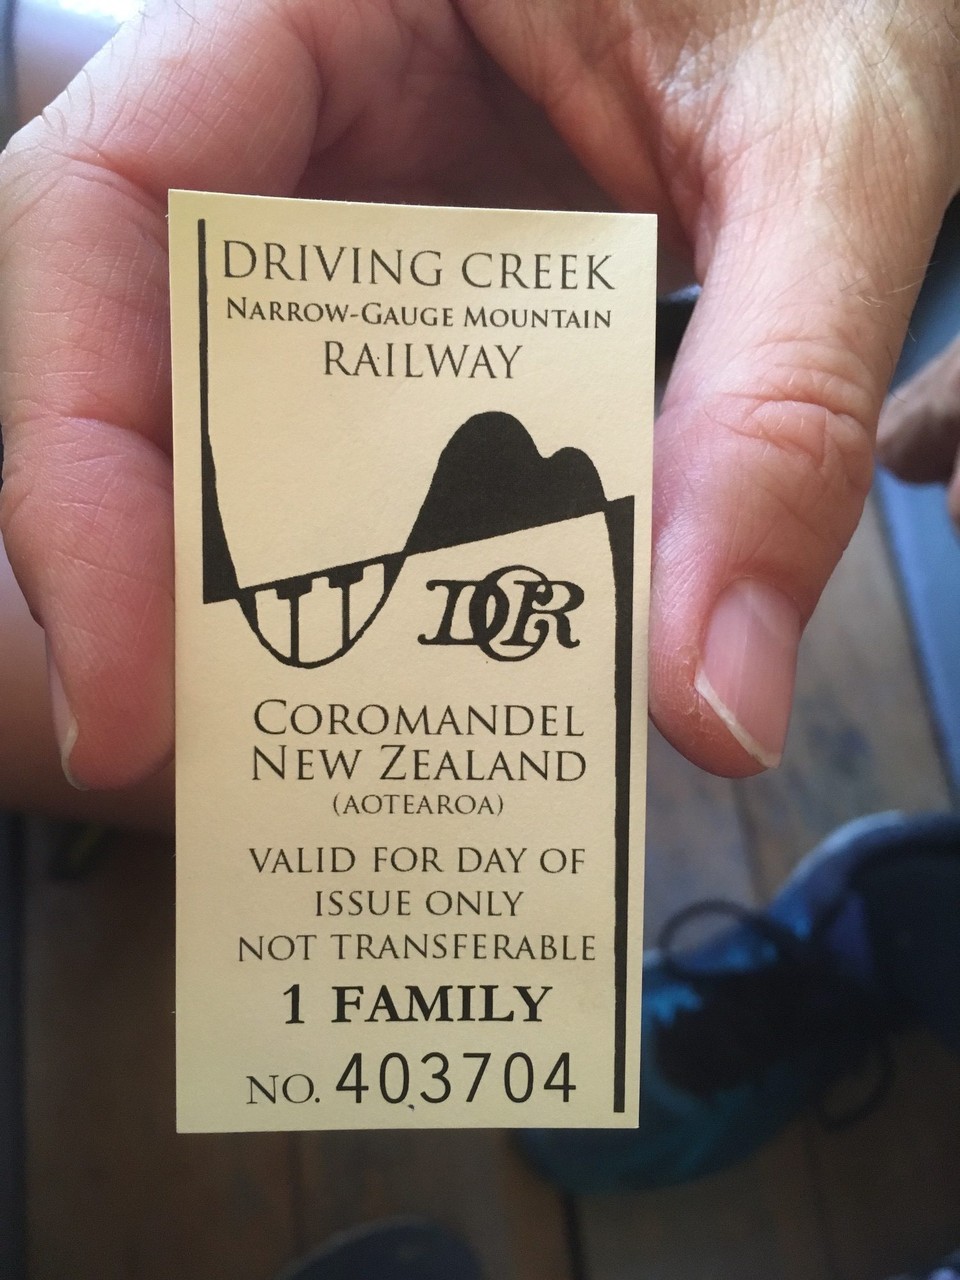 DRIVING CREEK
NARROW-GAUGE MOUNTAIN
RAILWAY
DCR
COROMANDEL
NEW ZEALAND
(AOTEAROA)
VALID FOR DAY OF
ISSUE ONLY
NOT TRANSFERABLE
1 FAMILY
NO. 403704